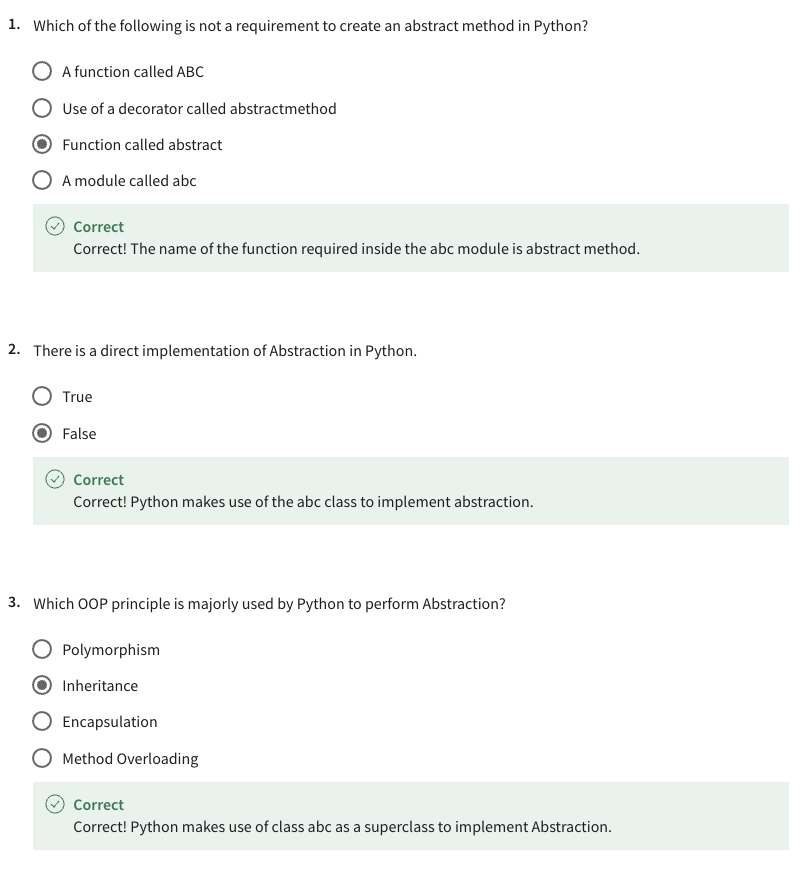 1. Which of the following is not a requirement to create an abstract method in Python?
A function called ABC
Use of a decorator called abstractmethod
Function called abstract
A module called abc
Correct
Correct! The name of the function required inside the abc module is abstract method.
2. There is a direct implementation of Abstraction in Python.
True
False
Correct
Correct! Python makes use of the abc class to implement abstraction.
3. Which OOP principle is majorly used by Python to perform Abstraction?
Polymorphism
Inheritance
Encapsulation
Method Overloading
Correct
Correct! Python makes use of class abc as a superclass to implement Abstraction.